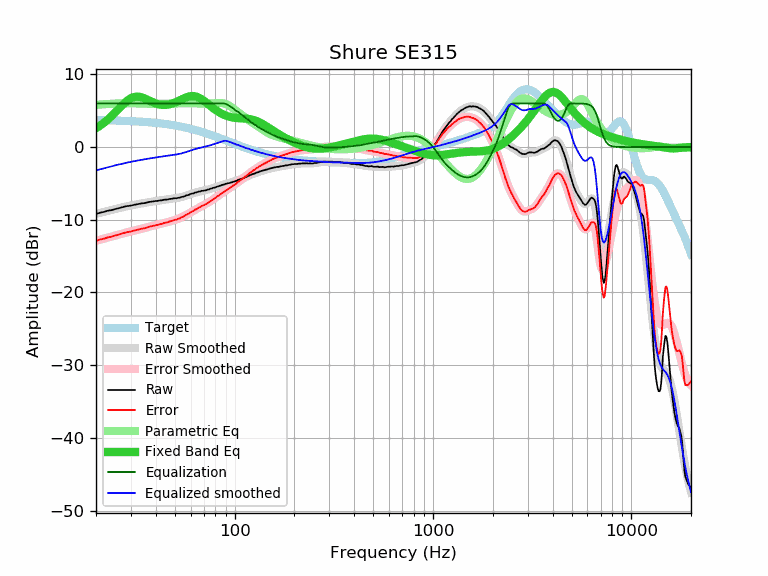 Shure SE315
10
0
−10
−20
−30
−40
−50
Amplitude (dBr)
Target
Raw Smoothed
Error Smoothed
Raw
Error
Parametric Eq
Fixed Band Eq
Equalization
Equalized smoothed
100
1000
10000
Frequency (Hz)